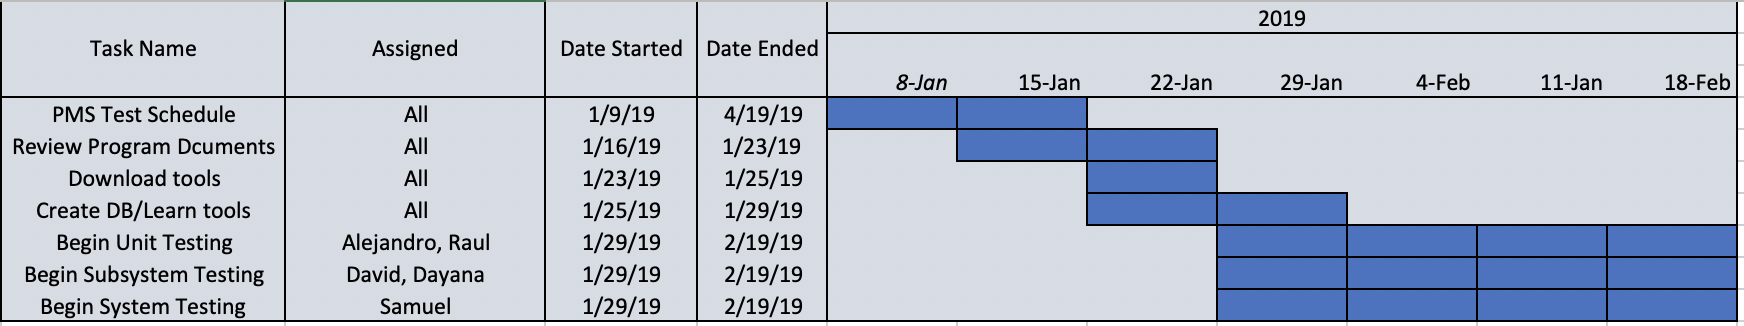 2019
Task Name Assigned Date Started Date Ended
8-Jan 15-Jan 22-Jan 29-Jan 4-Feb 11-Jan 18-Feb
PMS Test Schedule All 1/9/19 4/19/19
Review Program Dcuments All 1/16/19 1/23/19
Download tools All 1/23/19 1/25/19
Create DB/Learn tools All 1/25/19 1/29/19
Begin Unit Testing Alejandro, Raul 1/29/19 2/19/19
Begin Subsystem Testing David, Dayana 1/29/19 2/19/19
Begin System Testing Samuel 1/29/19 2/19/19